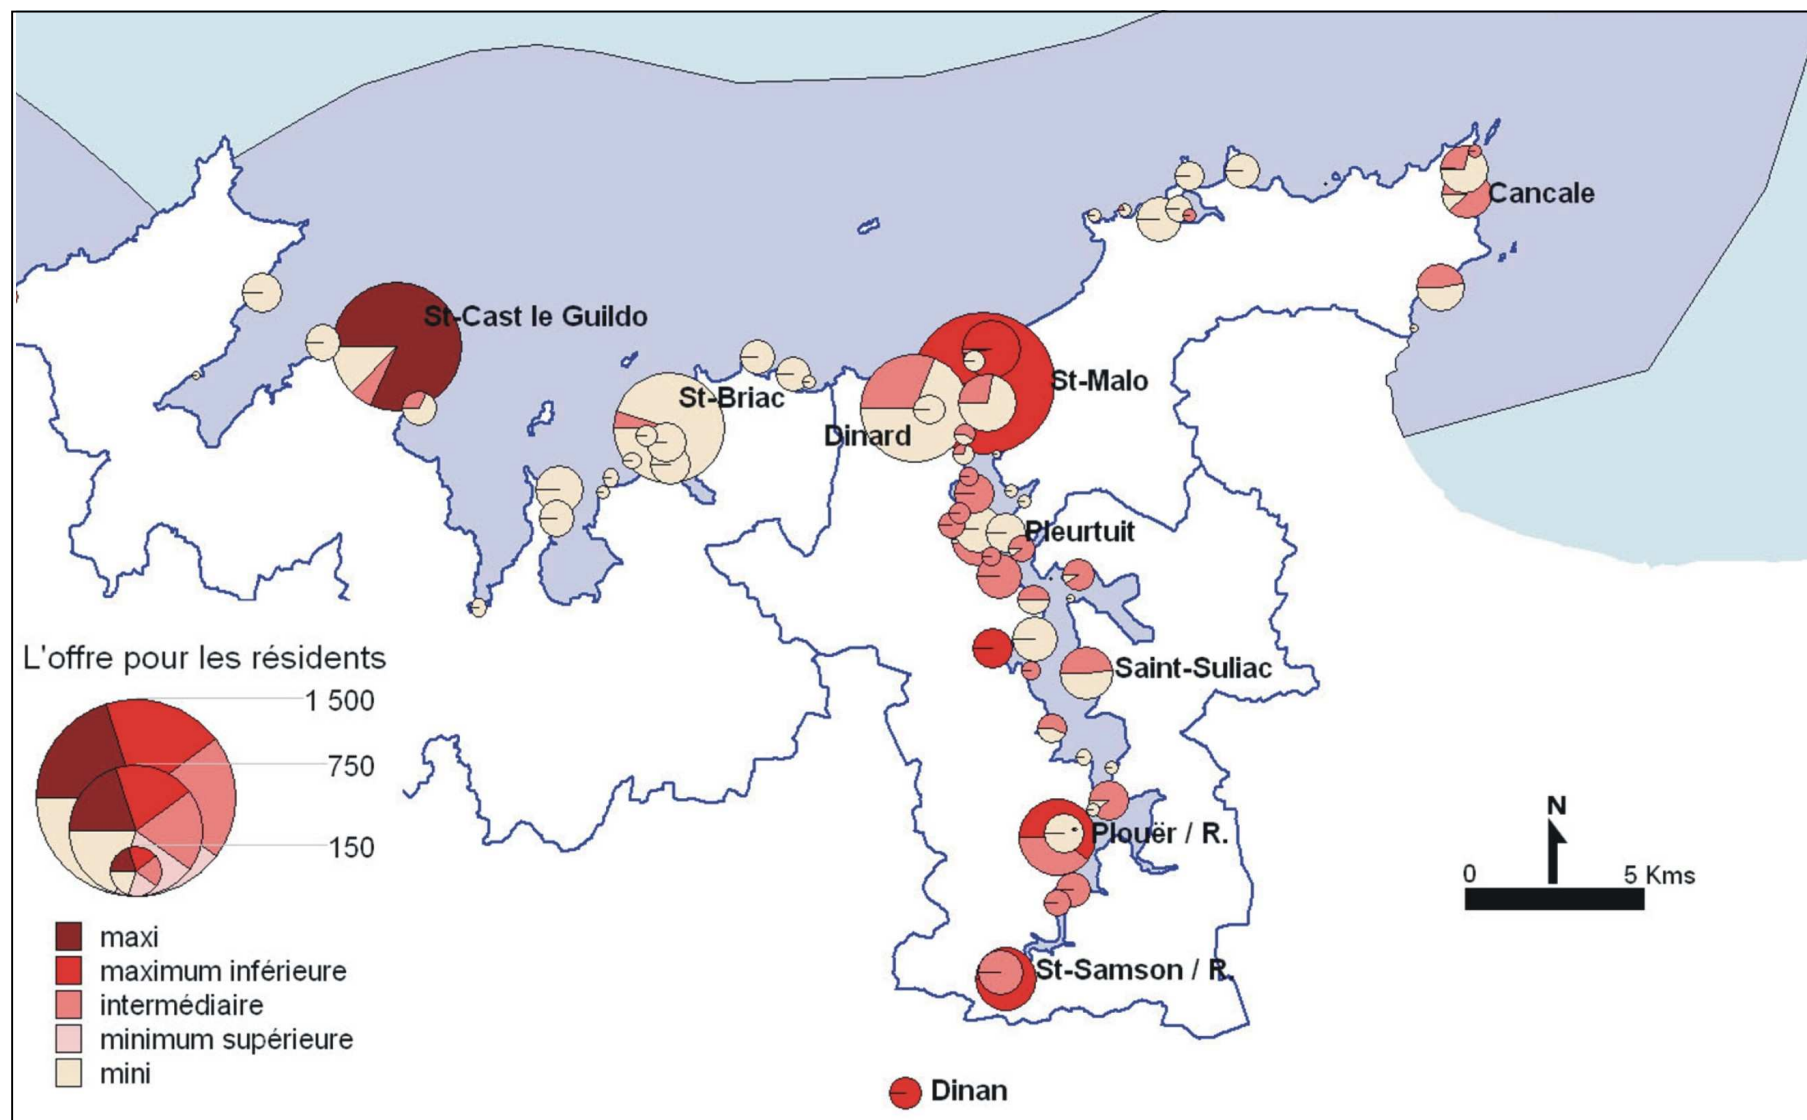 Cancale
St-Cast le Guildo
St-Malo
St-Briac
Dinard
Pleurtuit
L'offre pour les résidents
Saint-Suliac
1 500
750
150
N
Plouër / R.
0 5 Kms
maxi
maximum inférieure
St-Samson / R.
intermédiaire
minimum supérieure
mini
Dinan